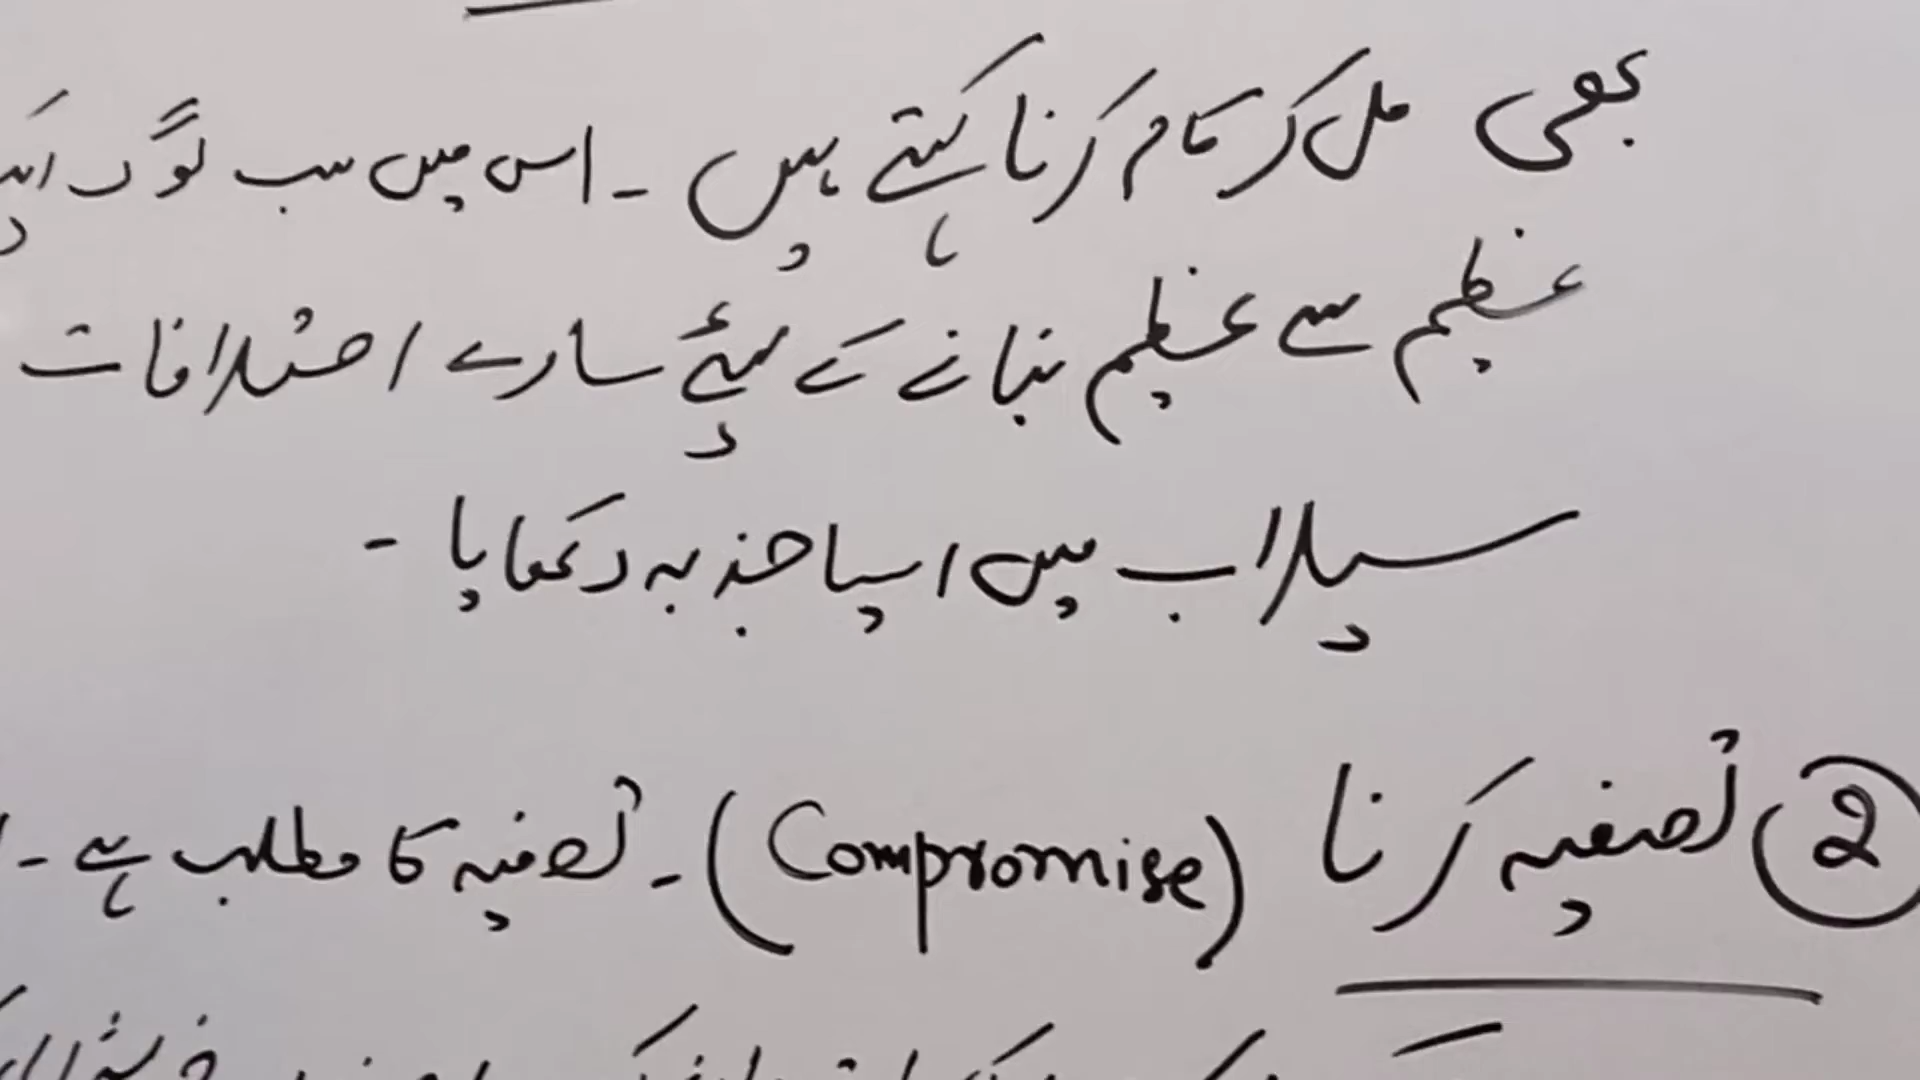 بھی مل کر کام کرنا کہتے ہیں ۔ اس میں سب لوگ
عظیم سے عظیم بنانے کے لیئے سارے اختلافات
سیلاب میں ایسا جذبہ دکھایا ۔
② تصفیہ کرنا (Compromise) ۔ تصفیہ کا مطلب ہے ۔